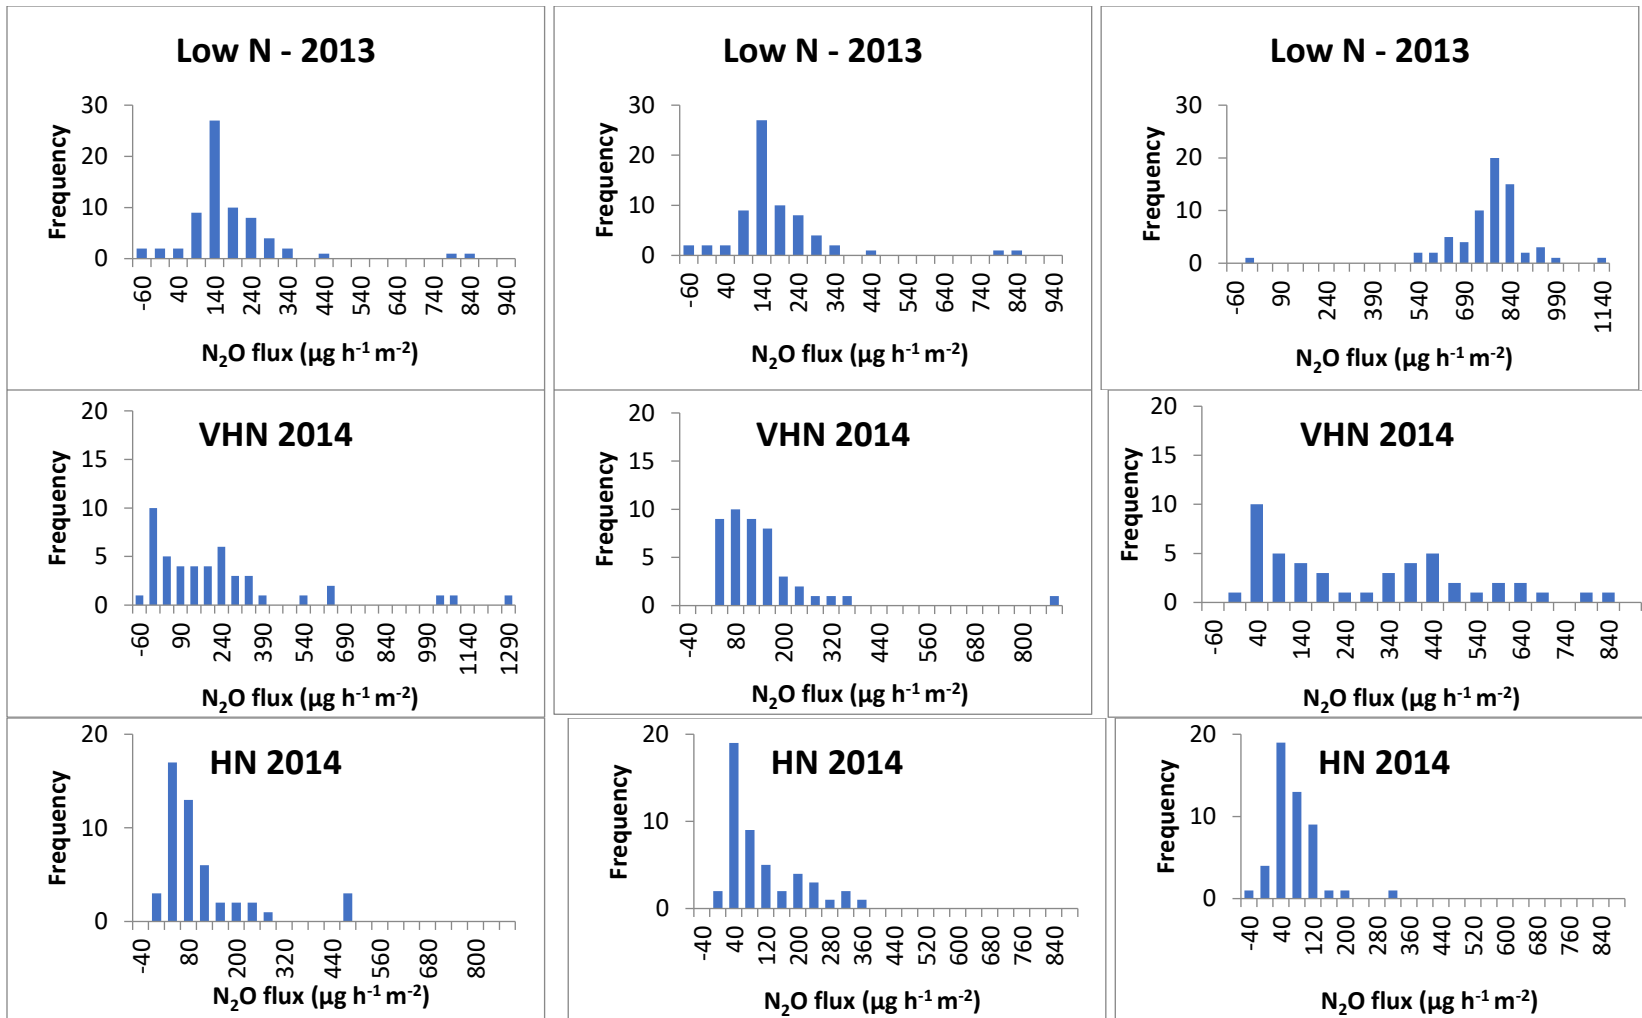 Low N - 2013
30
20
10
0
Frequency
-60 40 140 240 340 440 540 640 740 840 940
N₂O flux (µg h⁻¹ m⁻²)
Low N - 2013
30
20
10
0
Frequency
-60 40 140 240 340 440 540 640 740 840 940
N₂O flux (µg h⁻¹ m⁻²)
Low N - 2013
30
20
10
0
Frequency
-60 90 240 390 540 690 840 990 1140
N₂O flux (µg h⁻¹ m⁻²)
VHN 2014
20
15
10
5
0
Frequency
-60 90 240 390 540 690 840 990 1140 1290
N₂O flux (µg h⁻¹ m⁻²)
VHN 2014
20
15
10
5
0
Frequency
-40 80 200 320 440 560 680 800
N₂O flux (µg h⁻¹ m⁻²)
VHN 2014
20
15
10
5
0
Frequency
-60 40 140 240 340 440 540 640 740 840
N₂O flux (µg h⁻¹ m⁻²)
HN 2014
20
10
0
Frequency
-40 80 200 320 440 560 680 800
N₂O flux (µg h⁻¹ m⁻²)
HN 2014
20
10
0
Frequency
-40 40 120 200 280 360 440 520 600 680 760 840
N₂O flux (µg h⁻¹ m⁻²)
HN 2014
20
10
0
Frequency
-40 40 120 200 280 360 440 520 600 680 760 840
N₂O flux (µg h⁻¹ m⁻²)